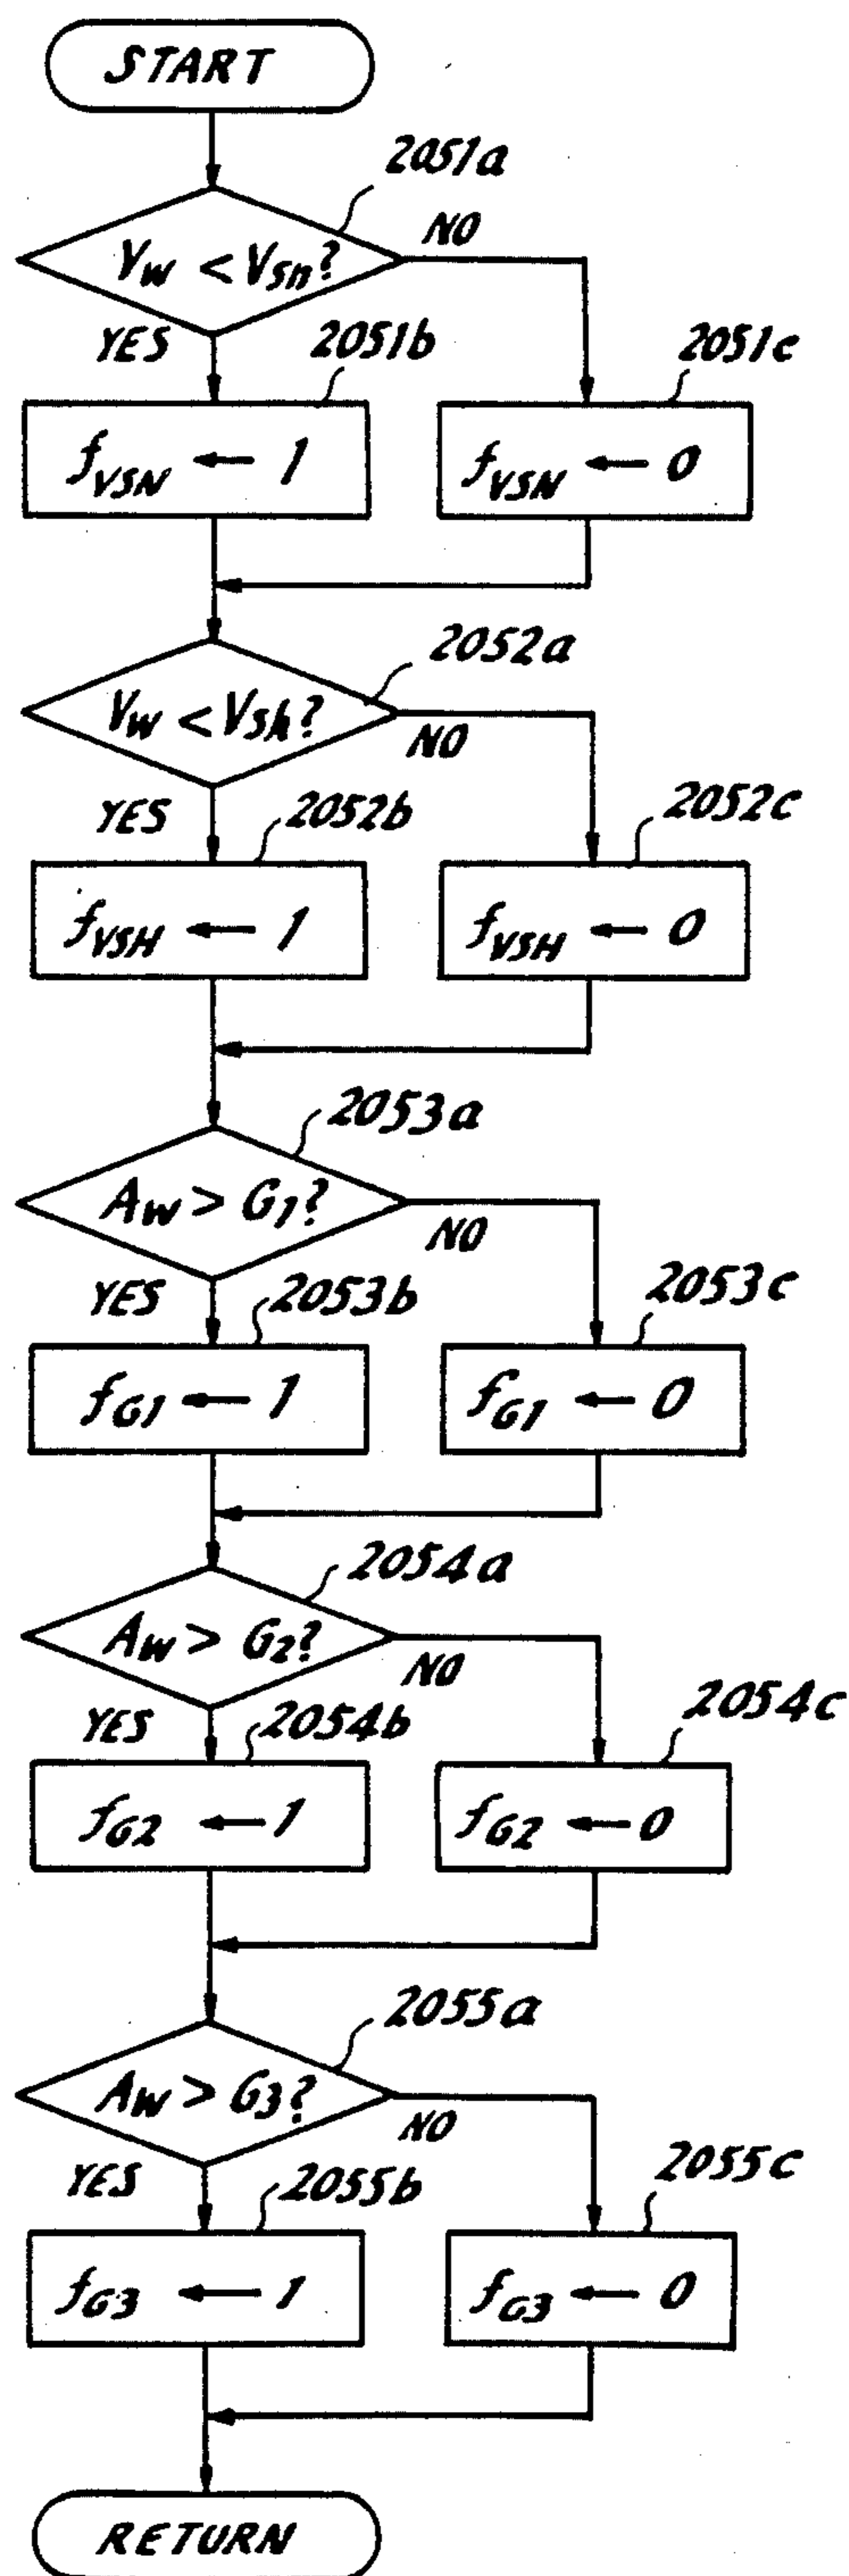 START
2051a
Vw < Vsn?
NO
YES
2051b
2051c
fVSN ← 1
fVSN ← 0
2052a
Vw < Vsh?
NO
YES
2052b
2052c
fVSH ← 1
fVSH ← 0
2053a
Aw > G1?
NO
YES
2053b
2053c
fG1 ← 1
fG1 ← 0
2054a
Aw > G2?
NO
YES
2054b
2054c
fG2 ← 1
fG2 ← 0
2055a
Aw > G3?
NO
YES
2055b
2055c
fG3 ← 1
fG3 ← 0
RETURN